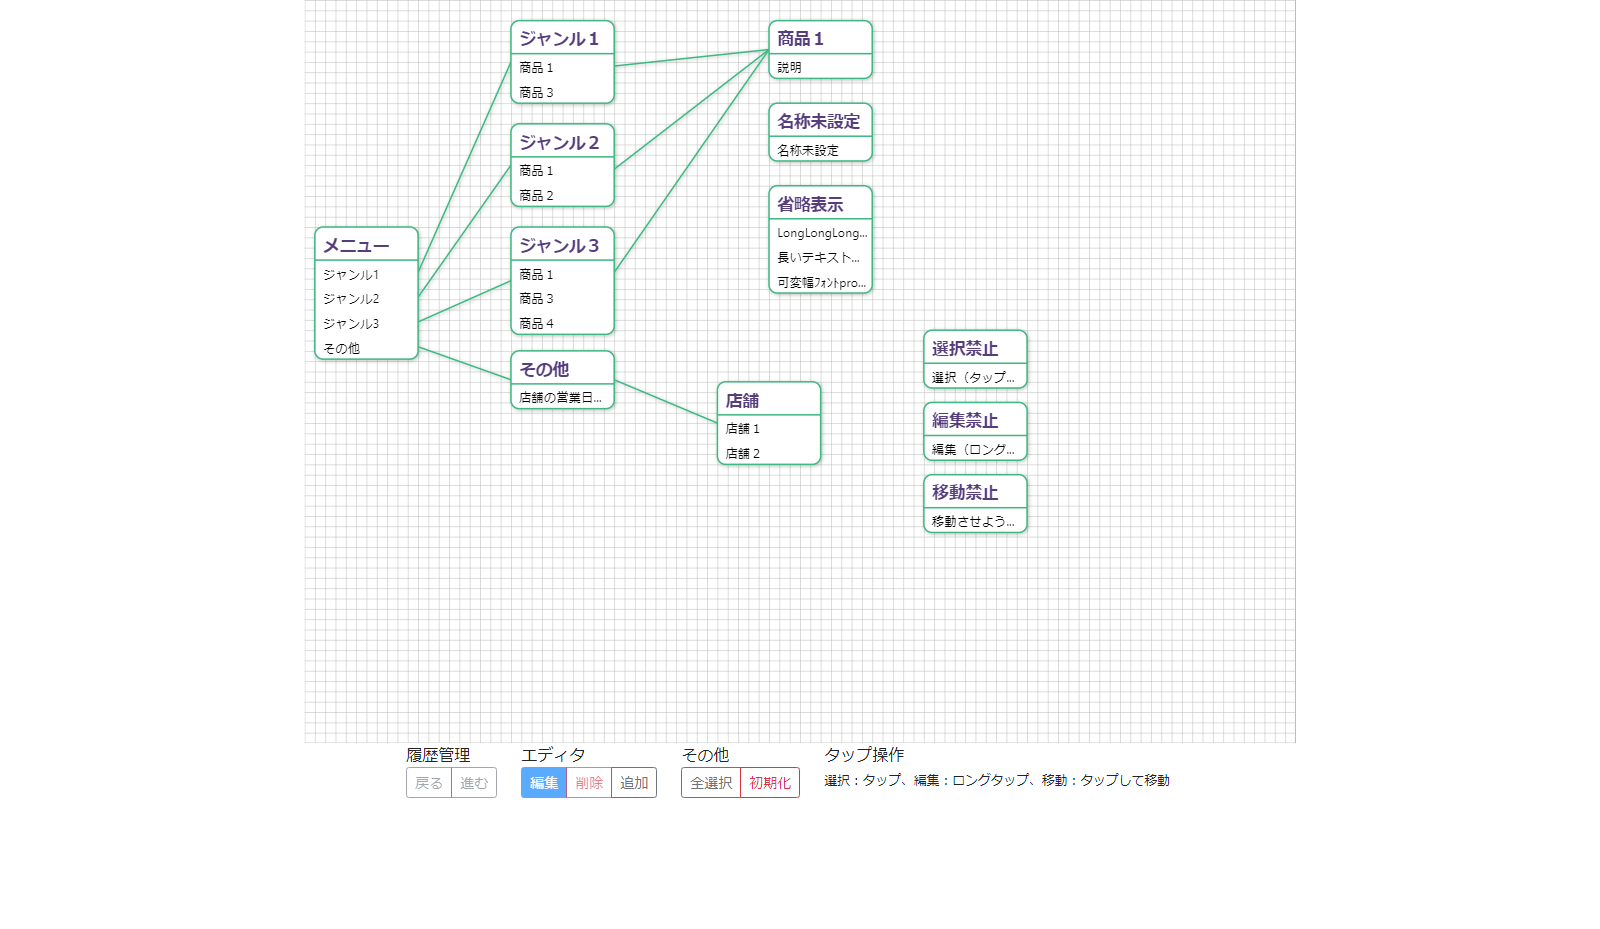 ジャンル１
商品１
商品３
ジャンル２
商品１
商品２
メニュー
ジャンル1
ジャンル2
ジャンル3
その他
ジャンル３
商品１
商品３
商品４
その他
店舗の営業日...
商品１
説明
名称未設定
名称未設定
省略表示
LongLongLong...
長いテキスト...
可変幅ﾌｫﾝﾄpro...
店舗
店舗１
店舗２
選択禁止
選択（タップ...
編集禁止
編集（ロング...
移動禁止
移動させよう...
履歴管理
戻る 進む
エディタ
編集 削除 追加
その他
全選択 初期化
タップ操作
選択：タップ、編集：ロングタップ、移動：タップして移動